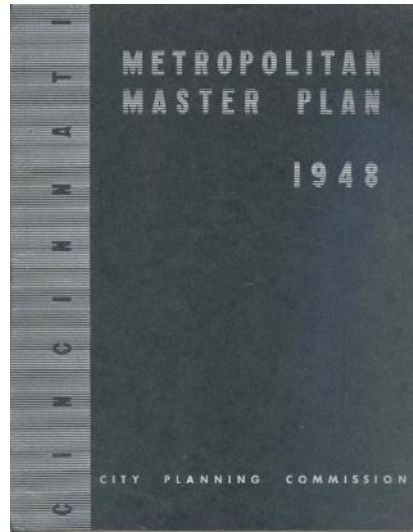 CINCINNATI
METROPOLITAN
MASTER PLAN
1948
CITY PLANNING COMMISSION